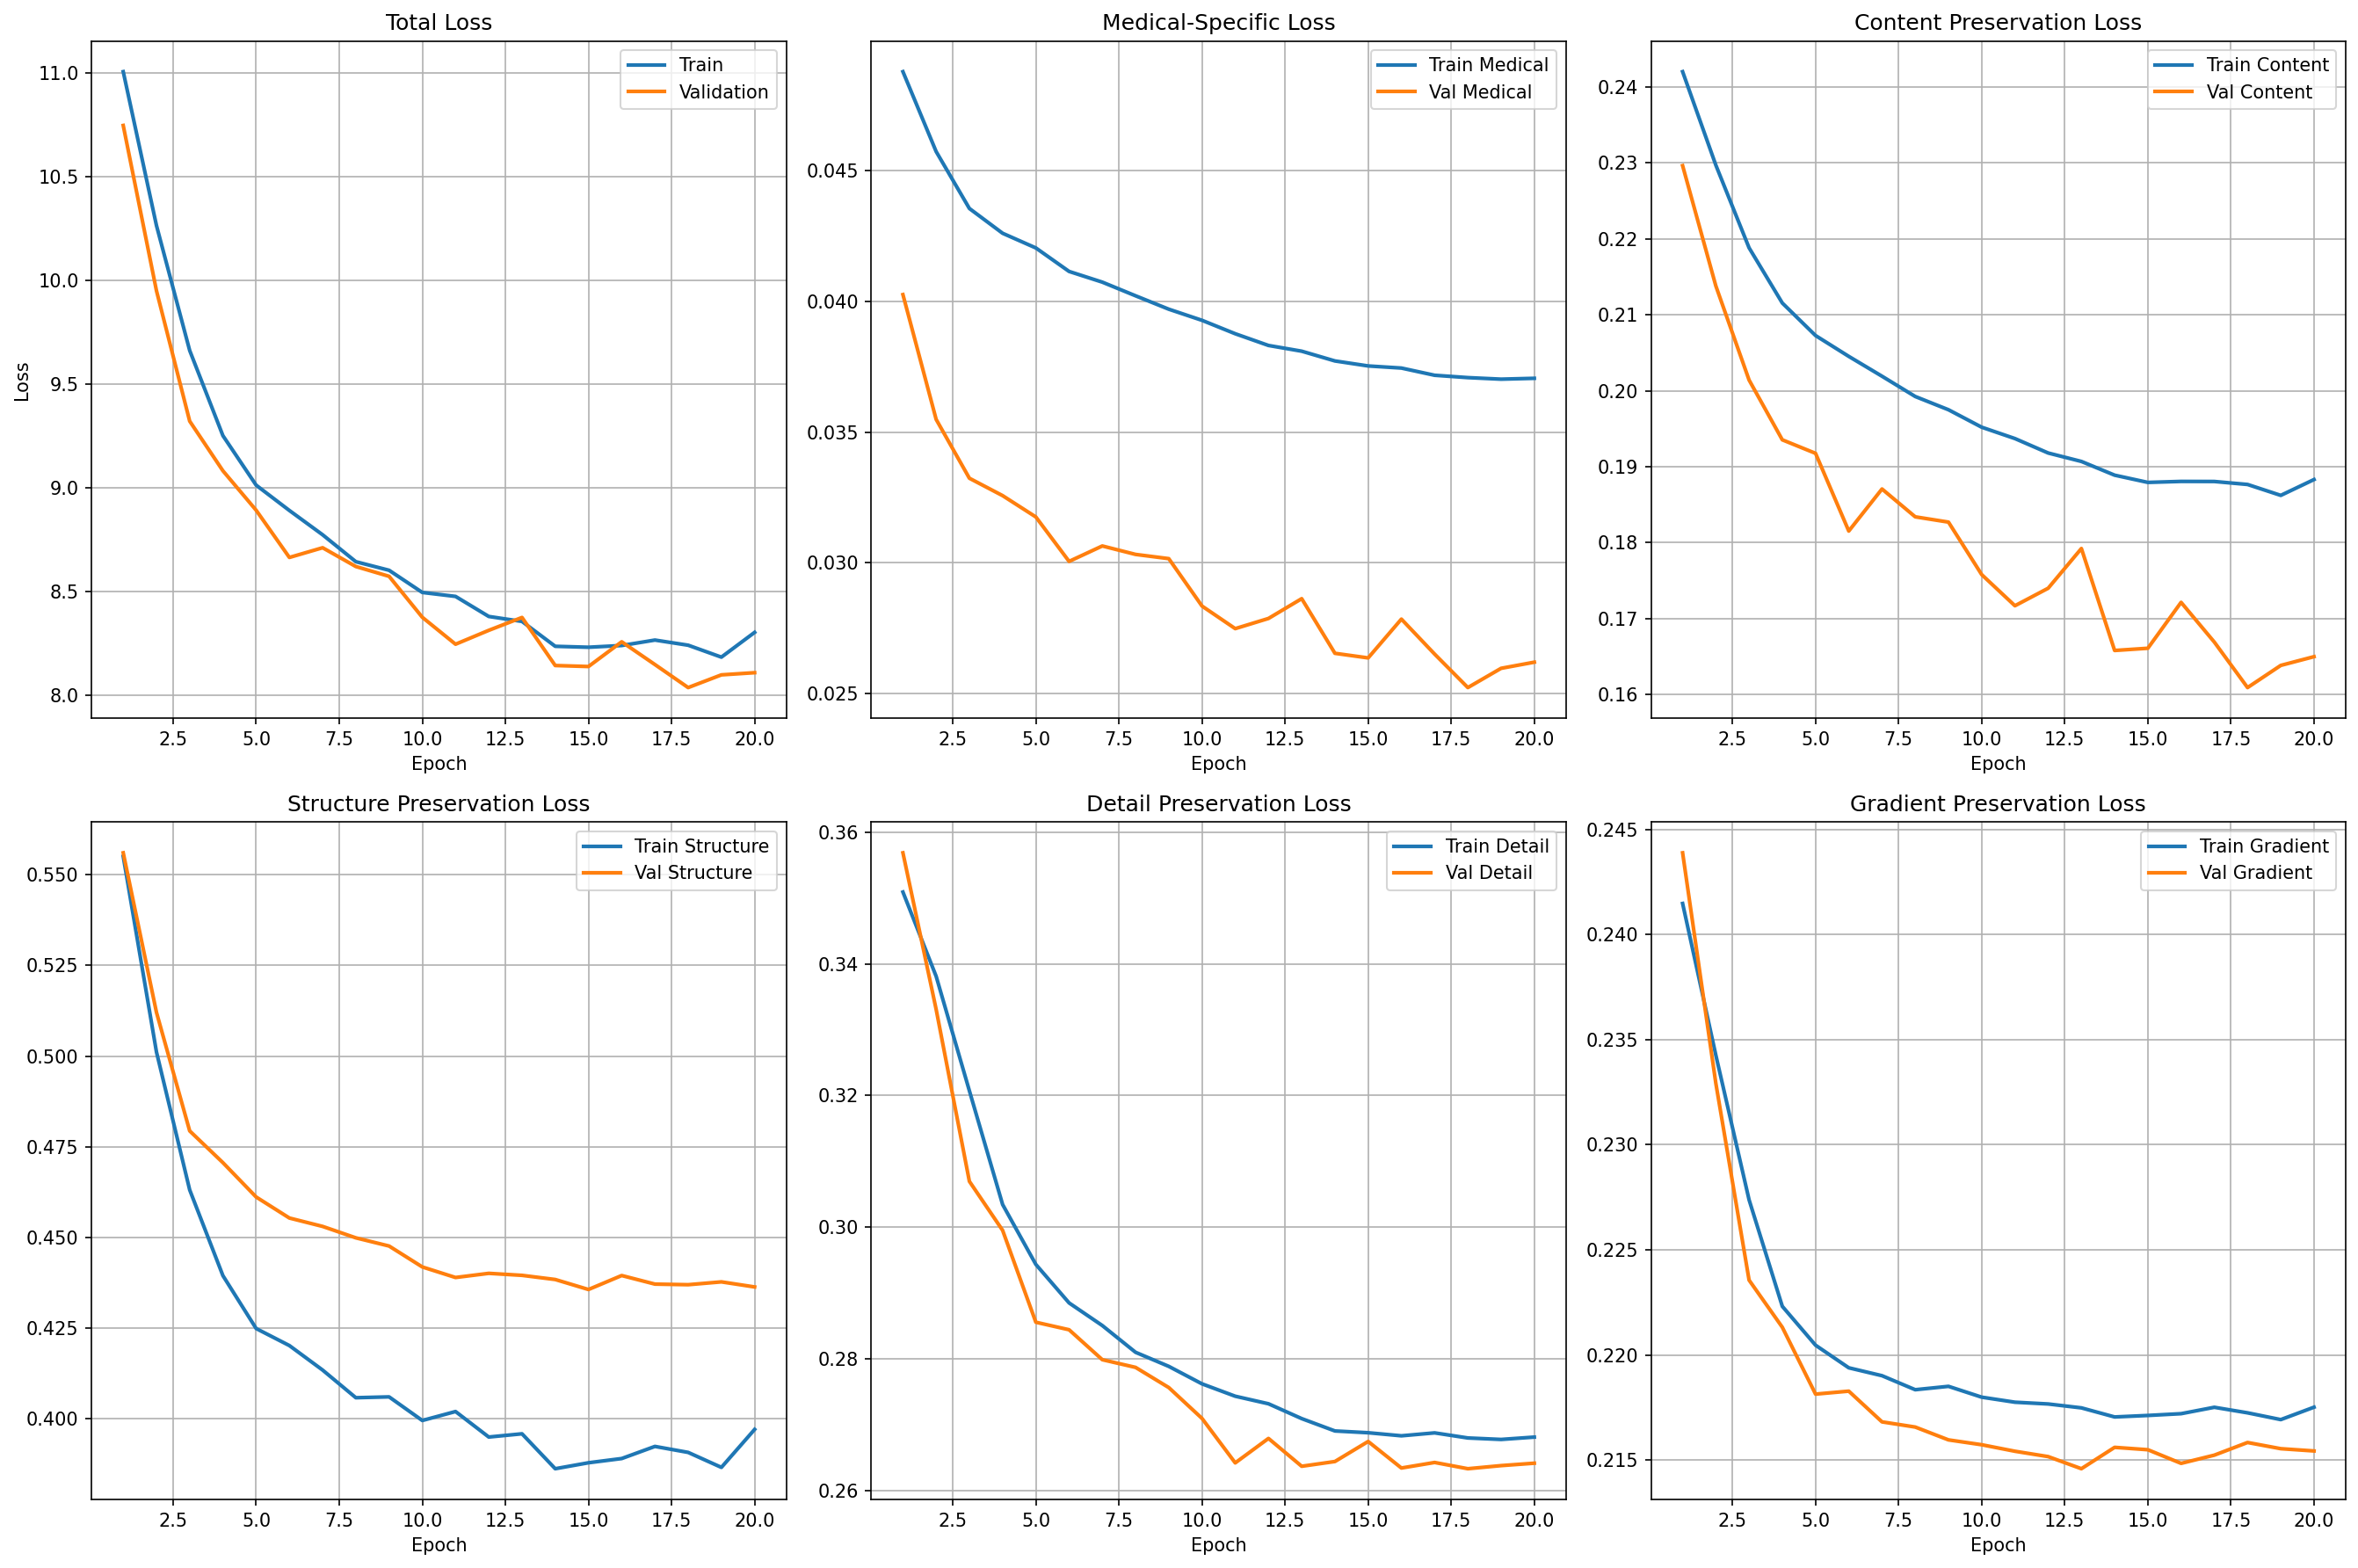 Total Loss
Train
Validation
11.0
10.5
10.0
9.5
9.0
8.5
8.0
Loss
2.5 5.0 7.5 10.0 12.5 15.0 17.5 20.0
Epoch
Medical-Specific Loss
Train Medical
Val Medical
0.045
0.040
0.035
0.030
0.025
2.5 5.0 7.5 10.0 12.5 15.0 17.5 20.0
Epoch
Content Preservation Loss
Train Content
Val Content
0.24
0.23
0.22
0.21
0.20
0.19
0.18
0.17
0.16
2.5 5.0 7.5 10.0 12.5 15.0 17.5 20.0
Epoch
Structure Preservation Loss
Train Structure
Val Structure
0.550
0.525
0.500
0.475
0.450
0.425
0.400
2.5 5.0 7.5 10.0 12.5 15.0 17.5 20.0
Epoch
Detail Preservation Loss
Train Detail
Val Detail
0.36
0.34
0.32
0.30
0.28
0.26
2.5 5.0 7.5 10.0 12.5 15.0 17.5 20.0
Epoch
Gradient Preservation Loss
Train Gradient
Val Gradient
0.245
0.240
0.235
0.230
0.225
0.220
0.215
2.5 5.0 7.5 10.0 12.5 15.0 17.5 20.0
Epoch